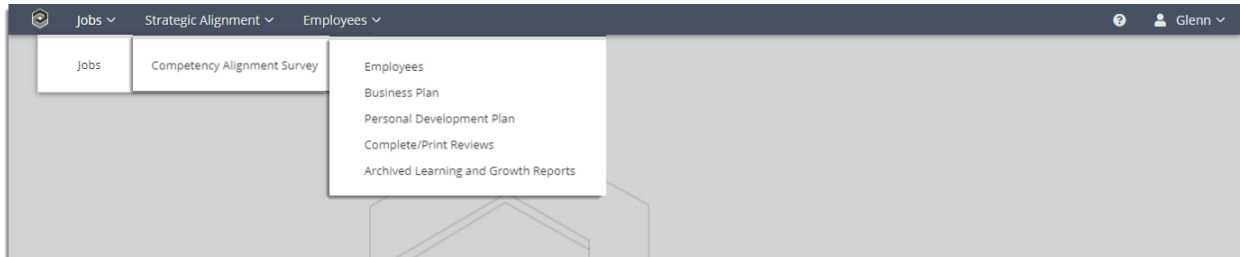 Jobs Strategic Alignment Employees ? Glenn
Jobs
Competency Alignment Survey
Employees
Business Plan
Personal Development Plan
Complete/Print Reviews
Archived Learning and Growth Reports